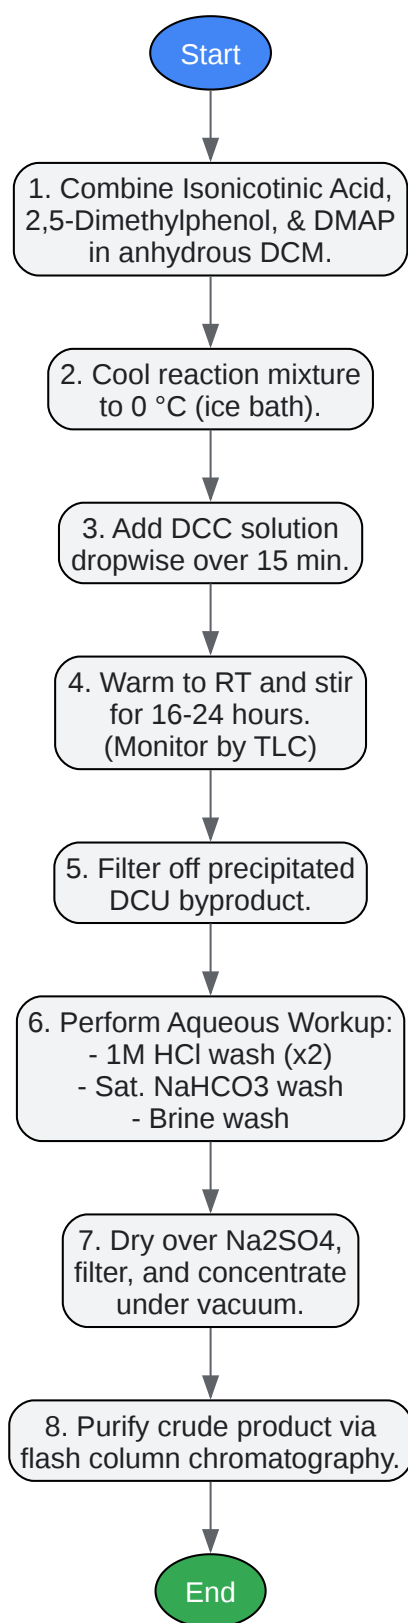 Start
1. Combine Isonicotinic Acid,
2,5-Dimethylphenol, & DMAP
in anhydrous DCM.
2. Cool reaction mixture
to 0 °C (ice bath).
3. Add DCC solution
dropwise over 15 min.
4. Warm to RT and stir
for 16-24 hours.
(Monitor by TLC)
5. Filter off precipitated
DCU byproduct.
6. Perform Aqueous Workup:
- 1M HCl wash (x2)
- Sat. NaHCO3 wash
- Brine wash
7. Dry over Na2SO4,
filter, and concentrate
under vacuum.
8. Purify crude product via
flash column chromatography.
End